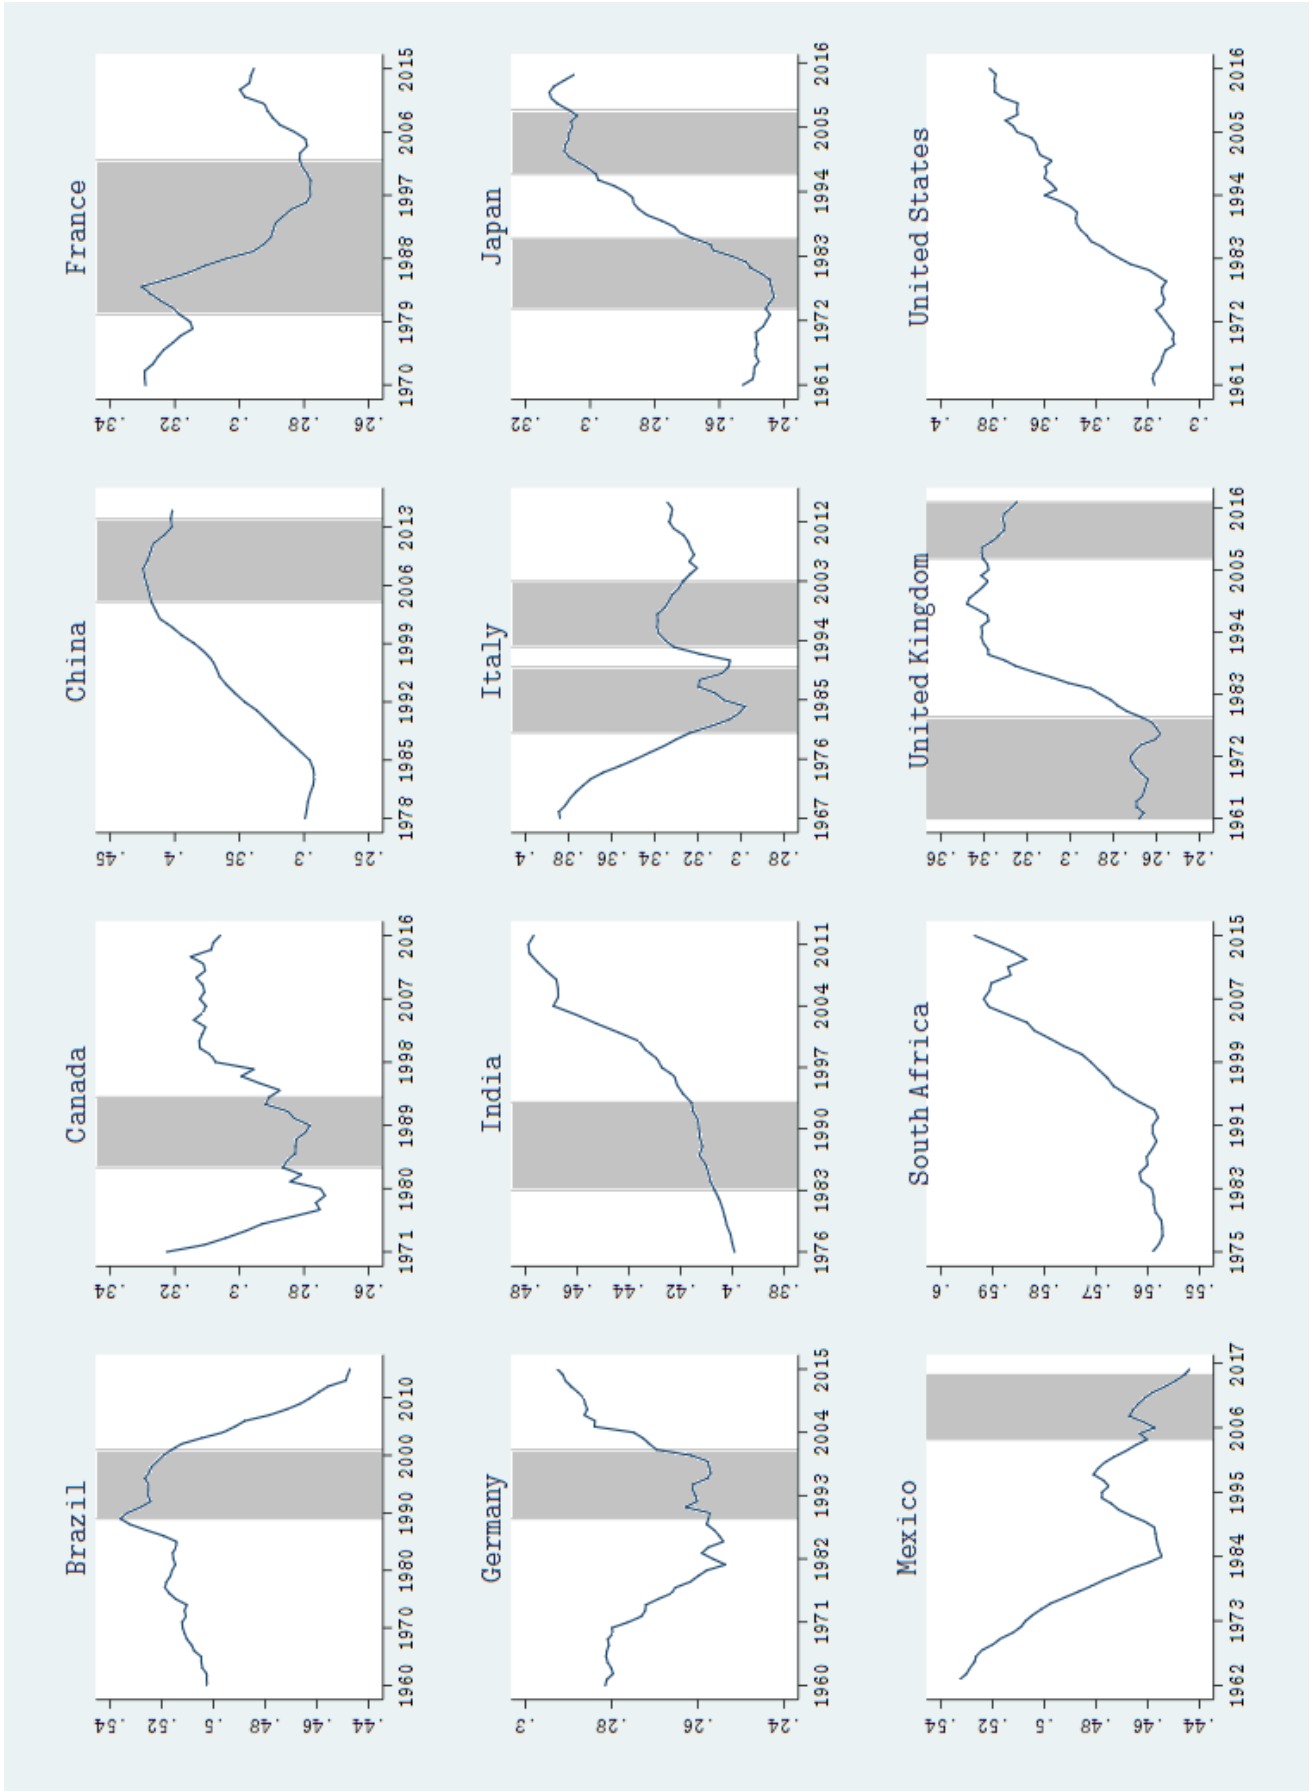 Brazil
.54
.52
.5
.48
.46
.44
1960 1970 1980 1990 2000 2010
Canada
.34
.32
.3
.28
.26
1971 1980 1989 1998 2007 2016
China
.45
.4
.35
.3
.25
1978 1985 1992 1999 2006 2013
France
.34
.32
.3
.28
.26
1970 1979 1988 1997 2006 2015
Germany
.3
.28
.26
.24
1960 1971 1982 1993 2004 2015
India
.48
.46
.44
.42
.4
.38
1976 1983 1990 1997 2004 2011
Italy
.4
.38
.36
.34
.32
.3
.28
1967 1976 1985 1994 2003 2012
Japan
.32
.3
.28
.26
.24
1961 1972 1983 1994 2005 2016
Mexico
.54
.52
.5
.48
.46
.44
1962 1973 1984 1995 2006 2017
South Africa
.6
.59
.58
.57
.56
.55
1975 1983 1991 1999 2007 2015
United Kingdom
.36
.34
.32
.3
.28
.26
.24
1961 1972 1983 1994 2005 2016
United States
.4
.38
.36
.34
.32
.3
1961 1972 1983 1994 2005 2016